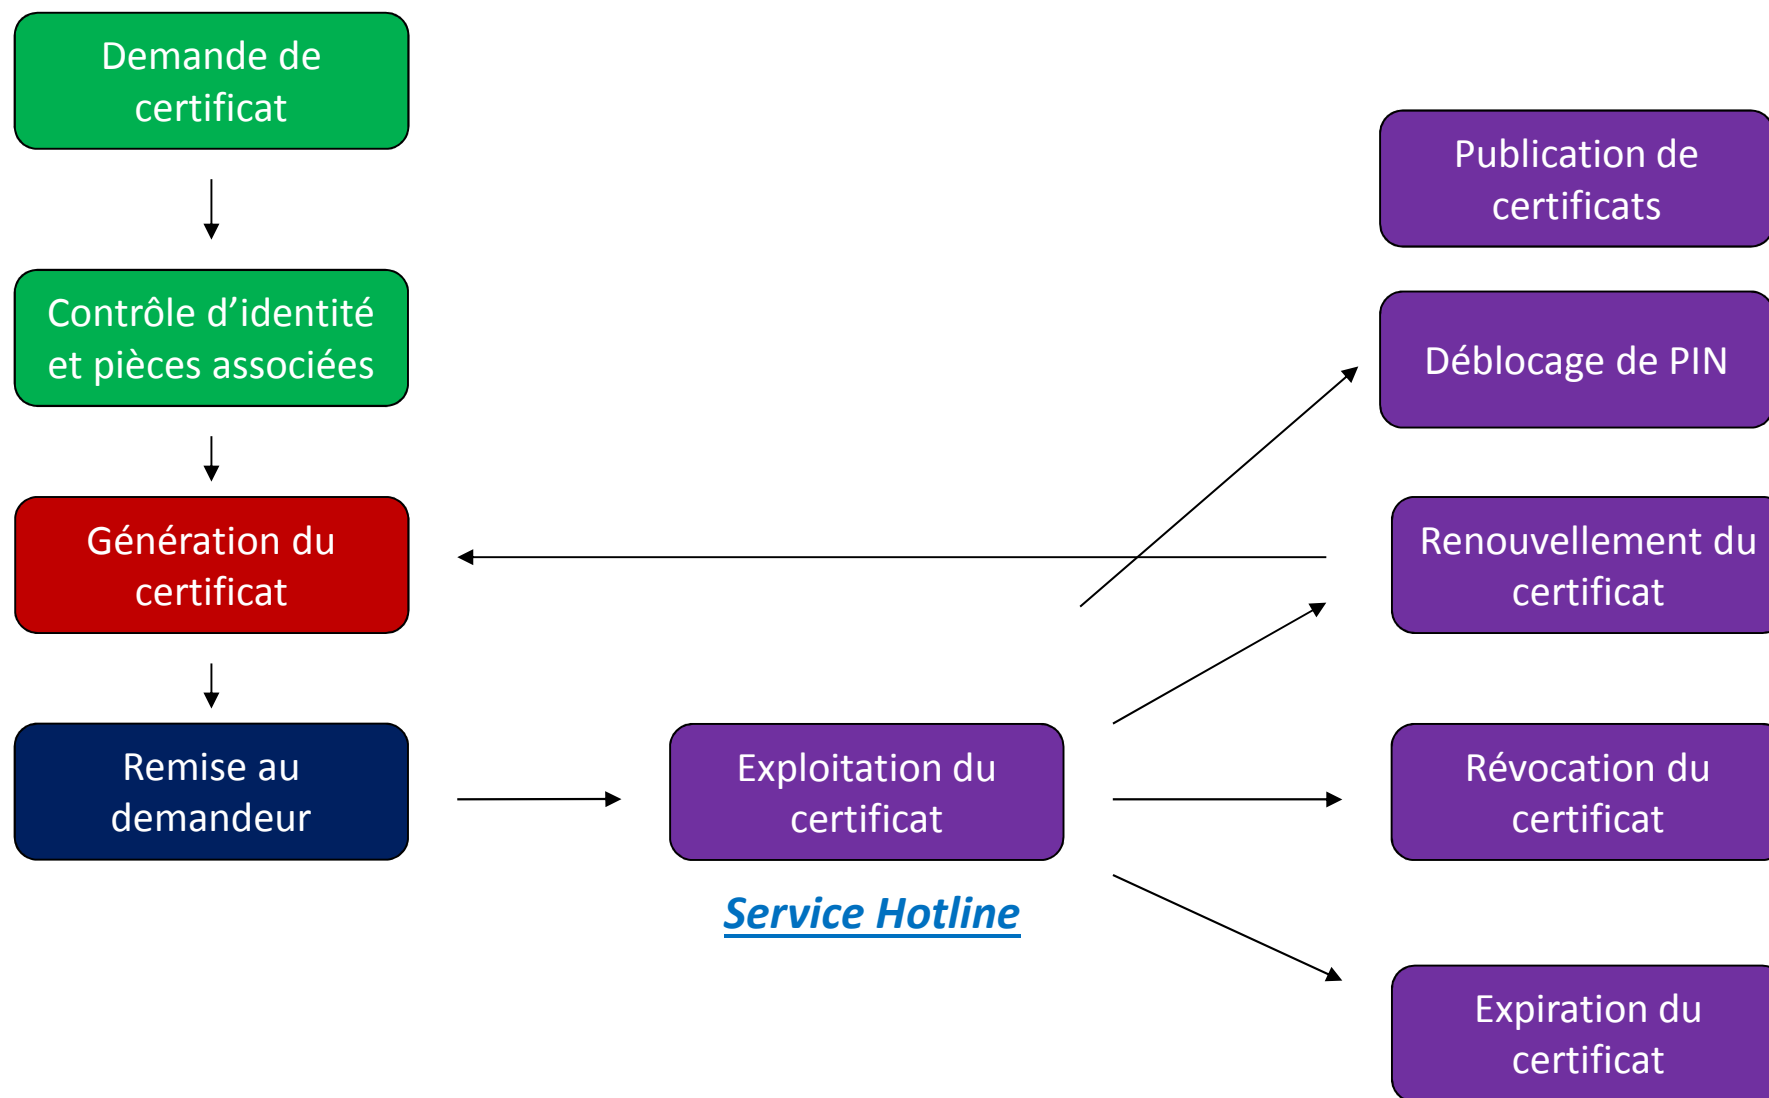 Demande de
certificat
Contrôle d’identité
et pièces associées
Génération du
certificat
Remise au
demandeur
Exploitation du
certificat
Service Hotline
Publication de
certificats
Déblocage de PIN
Renouvellement du
certificat
Révocation du
certificat
Expiration du
certificat